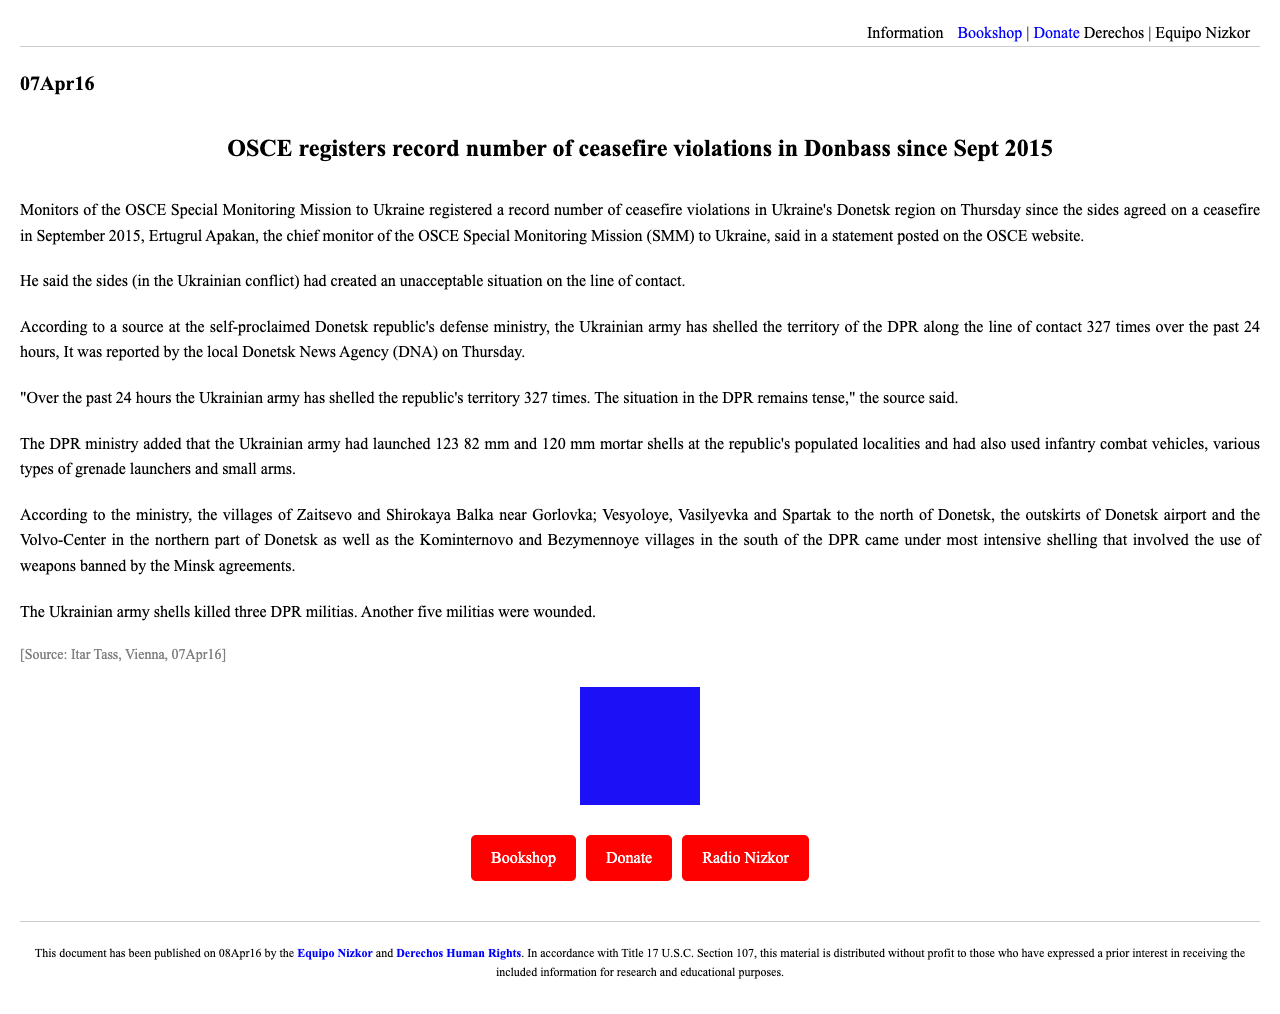 Information Bookshop | Donate Derechos | Equipo Nizkor
07Apr16
OSCE registers record number of ceasefire violations in Donbass since Sept 2015
Monitors of the OSCE Special Monitoring Mission to Ukraine registered a record number of ceasefire violations in Ukraine's Donetsk region on Thursday since the sides agreed on a ceasefire
in September 2015, Ertugrul Apakan, the chief monitor of the OSCE Special Monitoring Mission (SMM) to Ukraine, said in a statement posted on the OSCE website.
He said the sides (in the Ukrainian conflict) had created an unacceptable situation on the line of contact.
According to a source at the self-proclaimed Donetsk republic's defense ministry, the Ukrainian army has shelled the territory of the DPR along the line of contact 327 times over the past 24
hours, It was reported by the local Donetsk News Agency (DNA) on Thursday.
"Over the past 24 hours the Ukrainian army has shelled the republic's territory 327 times. The situation in the DPR remains tense," the source said.
The DPR ministry added that the Ukrainian army had launched 123 82 mm and 120 mm mortar shells at the republic's populated localities and had also used infantry combat vehicles, various
types of grenade launchers and small arms.
According to the ministry, the villages of Zaitsevo and Shirokaya Balka near Gorlovka; Vesyoloye, Vasilyevka and Spartak to the north of Donetsk, the outskirts of Donetsk airport and the
Volvo-Center in the northern part of Donetsk as well as the Kominternovo and Bezymennoye villages in the south of the DPR came under most intensive shelling that involved the use of
weapons banned by the Minsk agreements.
The Ukrainian army shells killed three DPR militias. Another five militias were wounded.
[Source: Itar Tass, Vienna, 07Apr16]
Bookshop Donate Radio Nizkor
This document has been published on 08Apr16 by the Equipo Nizkor and Derechos Human Rights. In accordance with Title 17 U.S.C. Section 107, this material is distributed without profit to those who have expressed a prior interest in receiving the
included information for research and educational purposes.